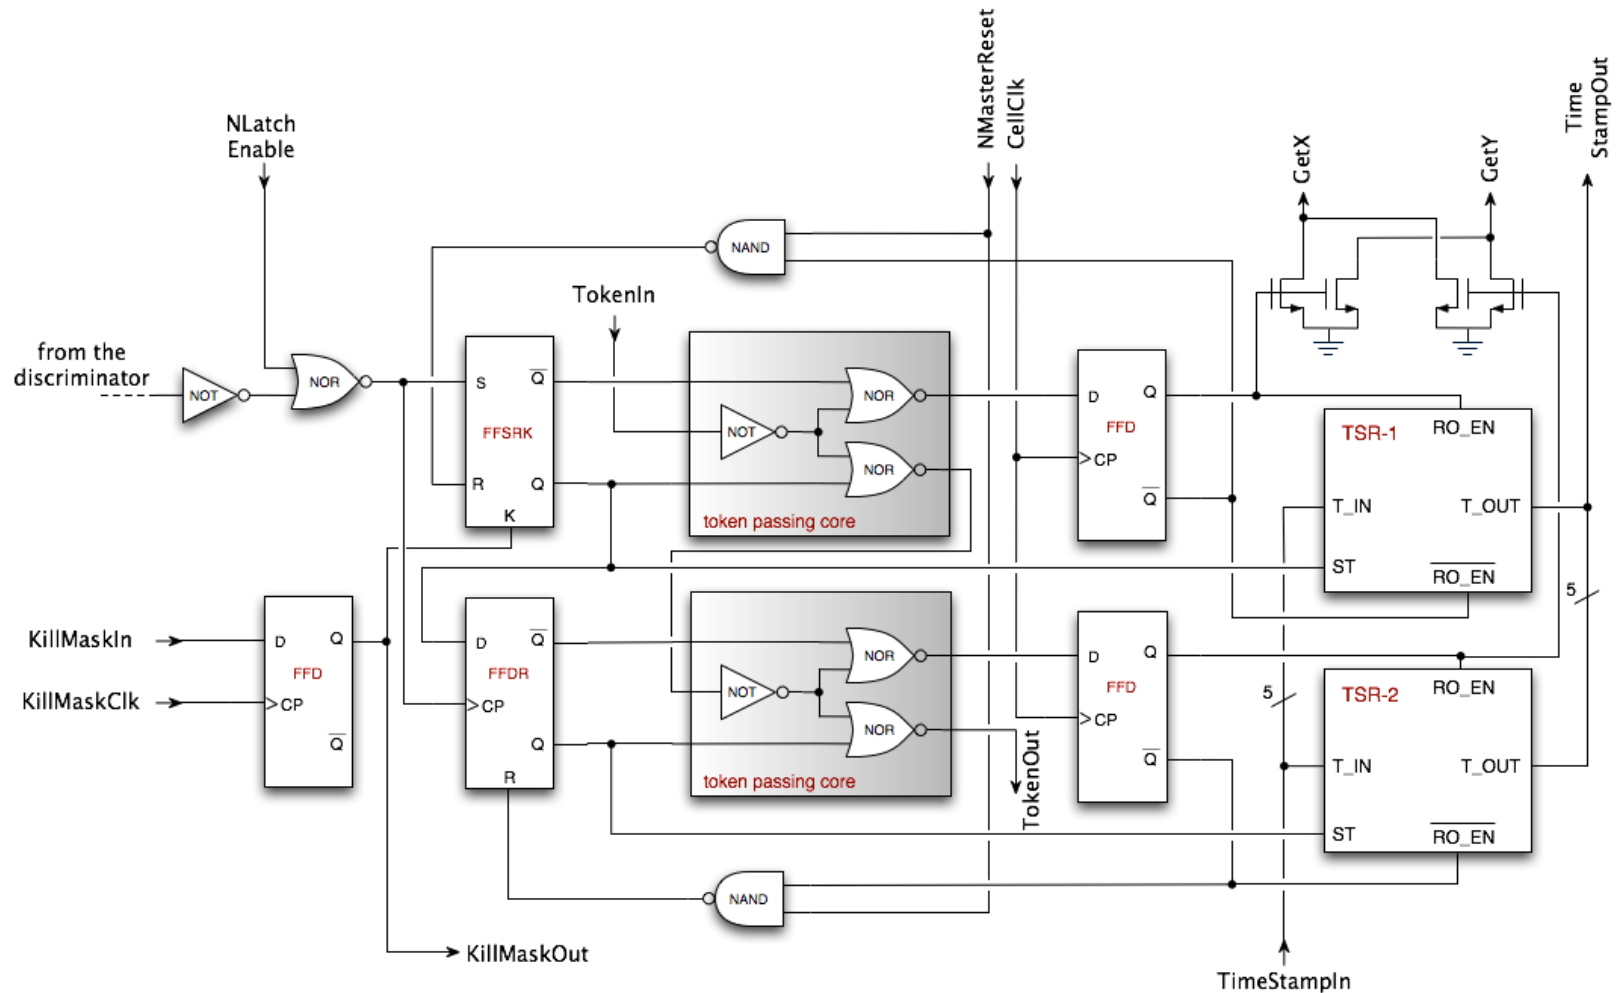 NMasterReset
CellClk
Time
StampOut
NLatch
Enable
GetX
GetY
NAND
TokenIn
from the
discriminator
NOT
NOR
S
Q
FFSRK
R
Q
K
NOT
NOR
NOR
token passing core
D
Q
FFD
CP
Q
TSR-1
RO_EN
T_IN
T_OUT
ST
RO_EN
5
KillMaskIn
KillMaskClk
D
Q
FFD
CP
Q
D
Q
FFDR
CP
Q
R
NOT
NOR
NOR
token passing core
TokenOut
D
Q
FFD
CP
Q
5
TSR-2
RO_EN
T_IN
T_OUT
ST
RO_EN
NAND
KillMaskOut
TimeStampIn